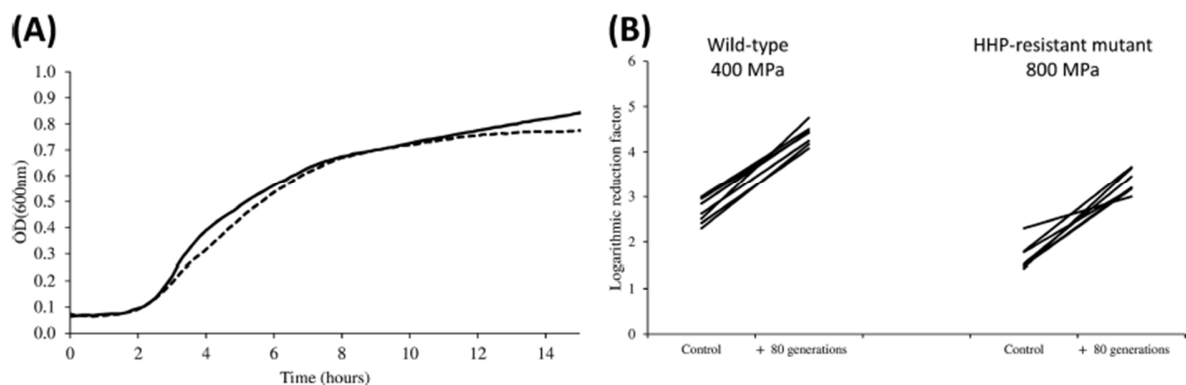 (A)
1.0
0.9
0.8
0.7
0.6
0.5
0.4
0.3
0.2
0.1
0.0
OD(600nm)
0 2 4 6 8 10 12 14
Time (hours)
(B)
Wild-type
400 MPa
HHP-resistant mutant
800 MPa
6
5
4
3
2
1
0
Logarithmic reduction factor
Control + 80 generations Control + 80 generations